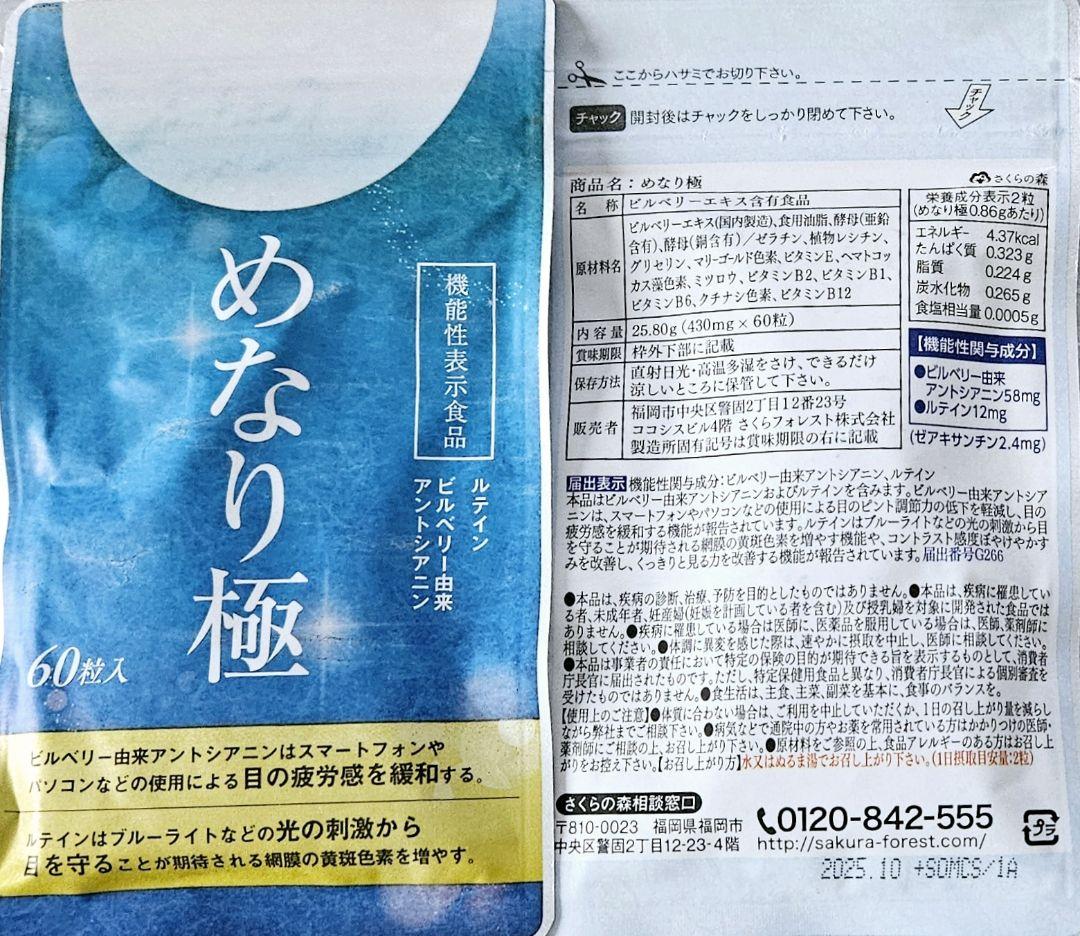 めなり極
機能性表示食品
ルテイン
ビルベリー由来
アントシアニン
60粒入
ビルベリー由来アントシアニンはスマートフォンや
パソコンなどの使用による目の疲労感を緩和する。
ルテインはブルーライトなどの光の刺激から
目を守ることが期待される網膜の黄斑色素を増やす。
ここからハサミでお切り下さい。
チャック 開封後はチャックをしっかり閉めて下さい。
チャック
さくらの森
商品名：めなり極
名 称 ビルベリーエキス含有食品
原材料名 ビルベリーエキス(国内製造)、食用油脂、酵母(亜鉛
含有)、酵母(銅含有)／ゼラチン、植物レシチン、
グリセリン、マリーゴールド色素、ビタミンE、ヘマトコッ
カス藻色素、ミツロウ、ビタミンB2、ビタミンB1、
ビタミンB6、クチナシ色素、ビタミンB12
内容量 25.80g(430mg×60粒)
賞味期限 枠外下部に記載
保存方法 直射日光・高温多湿をさけ、できるだけ
涼しいところに保管して下さい。
販売者 福岡市中央区警固2丁目12番23号
ココシスビル4階 さくらフォレスト株式会社
製造所固有記号は賞味期限の右に記載
栄養成分表示2粒
(めなり極0.86gあたり)
エネルギー 4.37kcal
たんぱく質 0.323g
脂質 0.224g
炭水化物 0.265g
食塩相当量 0.0005g
【機能性関与成分】
●ビルベリー由来
アントシアニン58mg
●ルテイン12mg
(ゼアキサンチン2.4mg)
届出表示 機能性関与成分：ビルベリー由来アントシアニン、ルテイン
本品はビルベリー由来アントシアニンおよびルテインを含みます。ビルベリー由来アントシア
ニンは、スマートフォンやパソコンなどの使用による目のピント調節力の低下を軽減し、目の
疲労感を緩和する機能が報告されています。ルテインはブルーライトなどの光の刺激から目
を守ることが期待される網膜の黄斑色素を増やす機能や、コントラスト感度(ぼやけやかす
みを改善し、くっきりと見る力)を改善する機能が報告されています。届出番号G266
●本品は、疾病の診断、治療、予防を目的としたものではありません。●本品は、疾病に罹患してい
る者、未成年者、妊産婦(妊娠を計画している者を含む)及び授乳婦を対象に開発された食品では
ありません。●疾病に罹患している場合は医師に、医薬品を服用している場合は、医師、薬剤師に
相談してください。●体調に異変を感じた際は、速やかに摂取を中止し、医師に相談してください。
●本品は事業者の責任において特定の保険の目的が期待できる旨を表示するものとして、消費者
庁長官に届出されたものです。ただし、特定保健用食品と異なり、消費者庁長官による個別審査を
受けたものではありません。●食生活は、主食、主菜、副菜を基本に、食事のバランスを。
【使用上のご注意】●体質に合わない場合は、ご利用を中止していただくか、1日の召し上がり量を減らし
ながら弊社までご相談下さい。●病気などで通院中の方やお薬を常用されている方はかかりつけの医師・
薬剤師にご相談の上、お召し上がり下さい。●原材料をご参照の上、食品アレルギーのある方はお召し上
がりをお控え下さい。【お召し上がり方】水又はぬるま湯でお召し上がり下さい。(1日摂取目安量:2粒)
さくらの森相談窓口
〒810-0023 福岡県福岡市
中央区警固2丁目12-23-4階
0120-842-555
http://sakura-forest.com/
プラ
2025.10 +SOMCS/1A